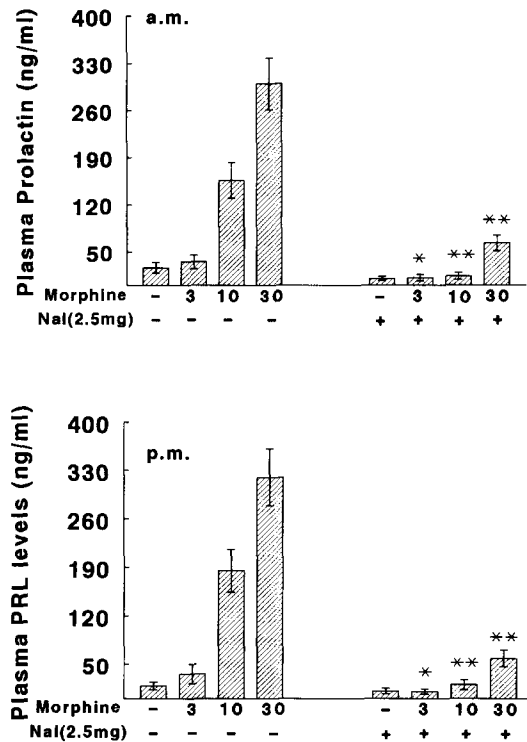 400
a.m.
330
260
190
120
50
Plasma Prolactin (ng/ml)
* ** **
Morphine - 3 10 30 - 3 10 30
Nal(2.5mg) - - - - + + + +
400
p.m.
330
260
190
120
50
Plasma PRL levels (ng/ml)
* ** **
Morphine - 3 10 30 - 3 10 30
Nal(2.5mg) - - - - + + + +